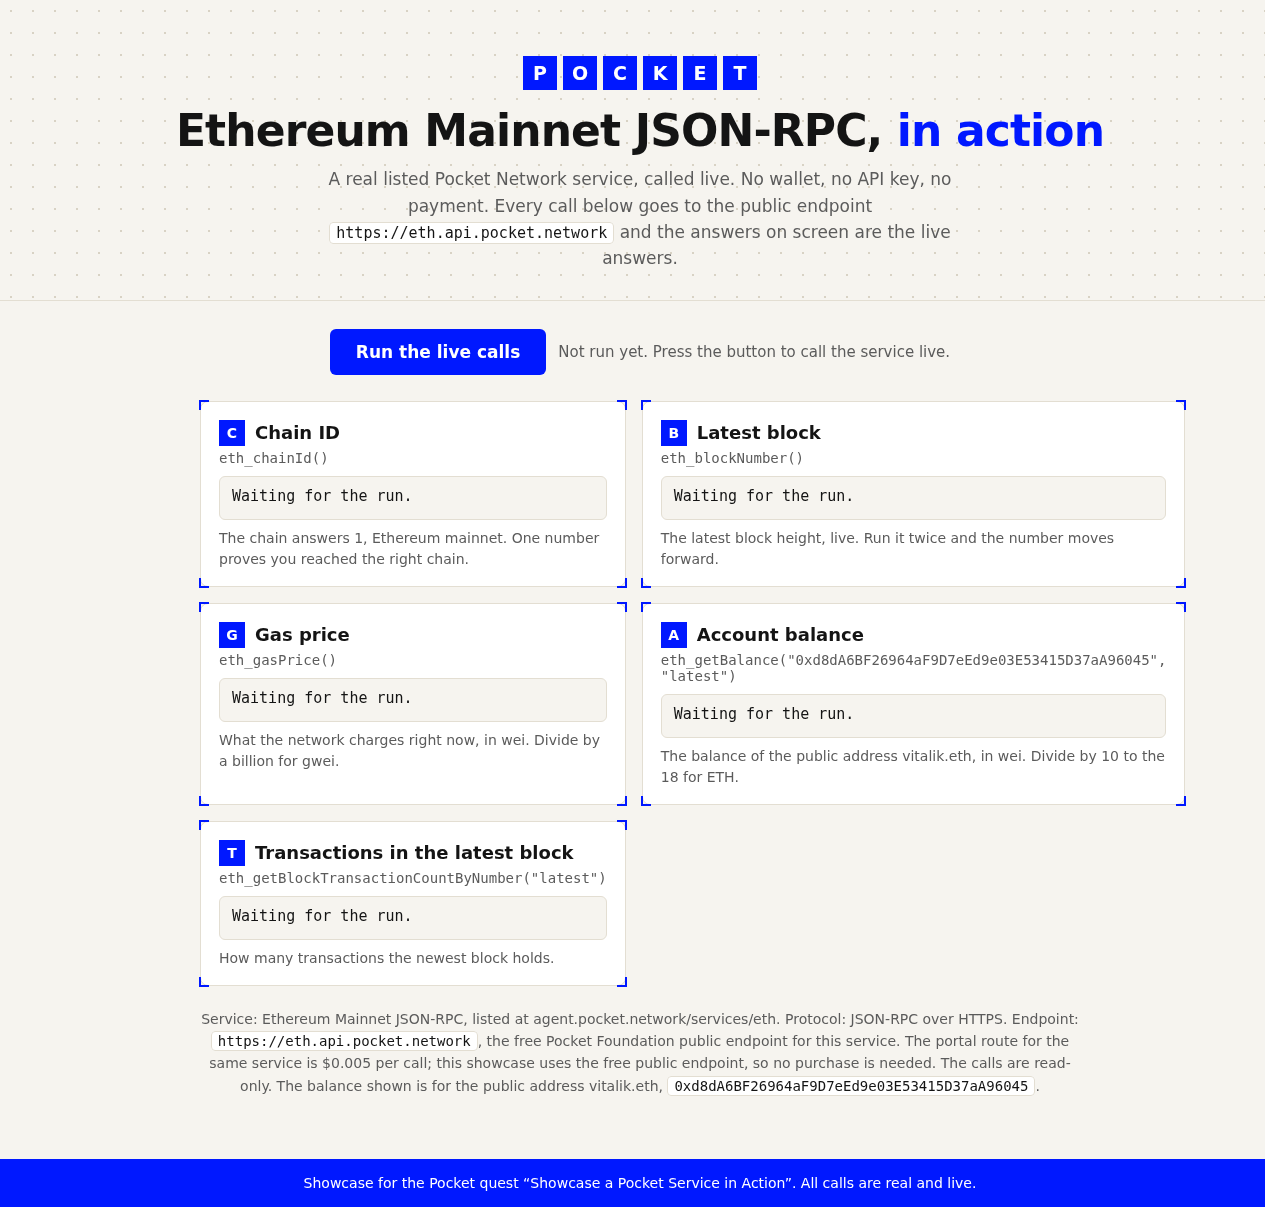 POCKET
Ethereum Mainnet JSON-RPC, in action
A real listed Pocket Network service, called live. No wallet, no API key, no
payment. Every call below goes to the public endpoint
https://eth.api.pocket.network and the answers on screen are the live
answers.
Run the live calls
Not run yet. Press the button to call the service live.
C Chain ID
eth_chainId()
Waiting for the run.
The chain answers 1, Ethereum mainnet. One number
proves you reached the right chain.
B Latest block
eth_blockNumber()
Waiting for the run.
The latest block height, live. Run it twice and the number moves
forward.
G Gas price
eth_gasPrice()
Waiting for the run.
What the network charges right now, in wei. Divide by
a billion for gwei.
A Account balance
eth_getBalance("0xd8dA6BF26964aF9D7eEd9e03E53415D37aA96045",
"latest")
Waiting for the run.
The balance of the public address vitalik.eth, in wei. Divide by 10 to the
18 for ETH.
T Transactions in the latest block
eth_getBlockTransactionCountByNumber("latest")
Waiting for the run.
How many transactions the newest block holds.
Service: Ethereum Mainnet JSON-RPC, listed at agent.pocket.network/services/eth. Protocol: JSON-RPC over HTTPS. Endpoint:
https://eth.api.pocket.network, the free Pocket Foundation public endpoint for this service. The portal route for the
same service is $0.005 per call; this showcase uses the free public endpoint, so no purchase is needed. The calls are read-
only. The balance shown is for the public address vitalik.eth, 0xd8dA6BF26964aF9D7eEd9e03E53415D37aA96045.
Showcase for the Pocket quest “Showcase a Pocket Service in Action”. All calls are real and live.